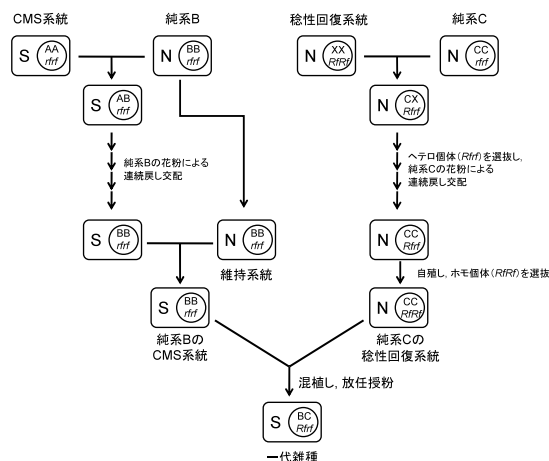 CMS系統
純系B
稔性回復系統
純系C
S AA rfrf
N BB rfrf
N XX RfRf
N CC rfrf
S AB rfrf
N CX Rfrf
純系Bの花粉による
連続戻し交配
ヘテロ個体(Rfrf)を選抜し,
純系Cの花粉による
連続戻し交配
S BB rfrf
N BB rfrf
N CC Rfrf
維持系統
自殖し, ホモ個体(RfRf)を選抜
S BB rfrf
N CC RfRf
純系Bの
CMS系統
純系Cの
稔性回復系統
混植し, 放任授粉
S BC Rfrf
一代雑種